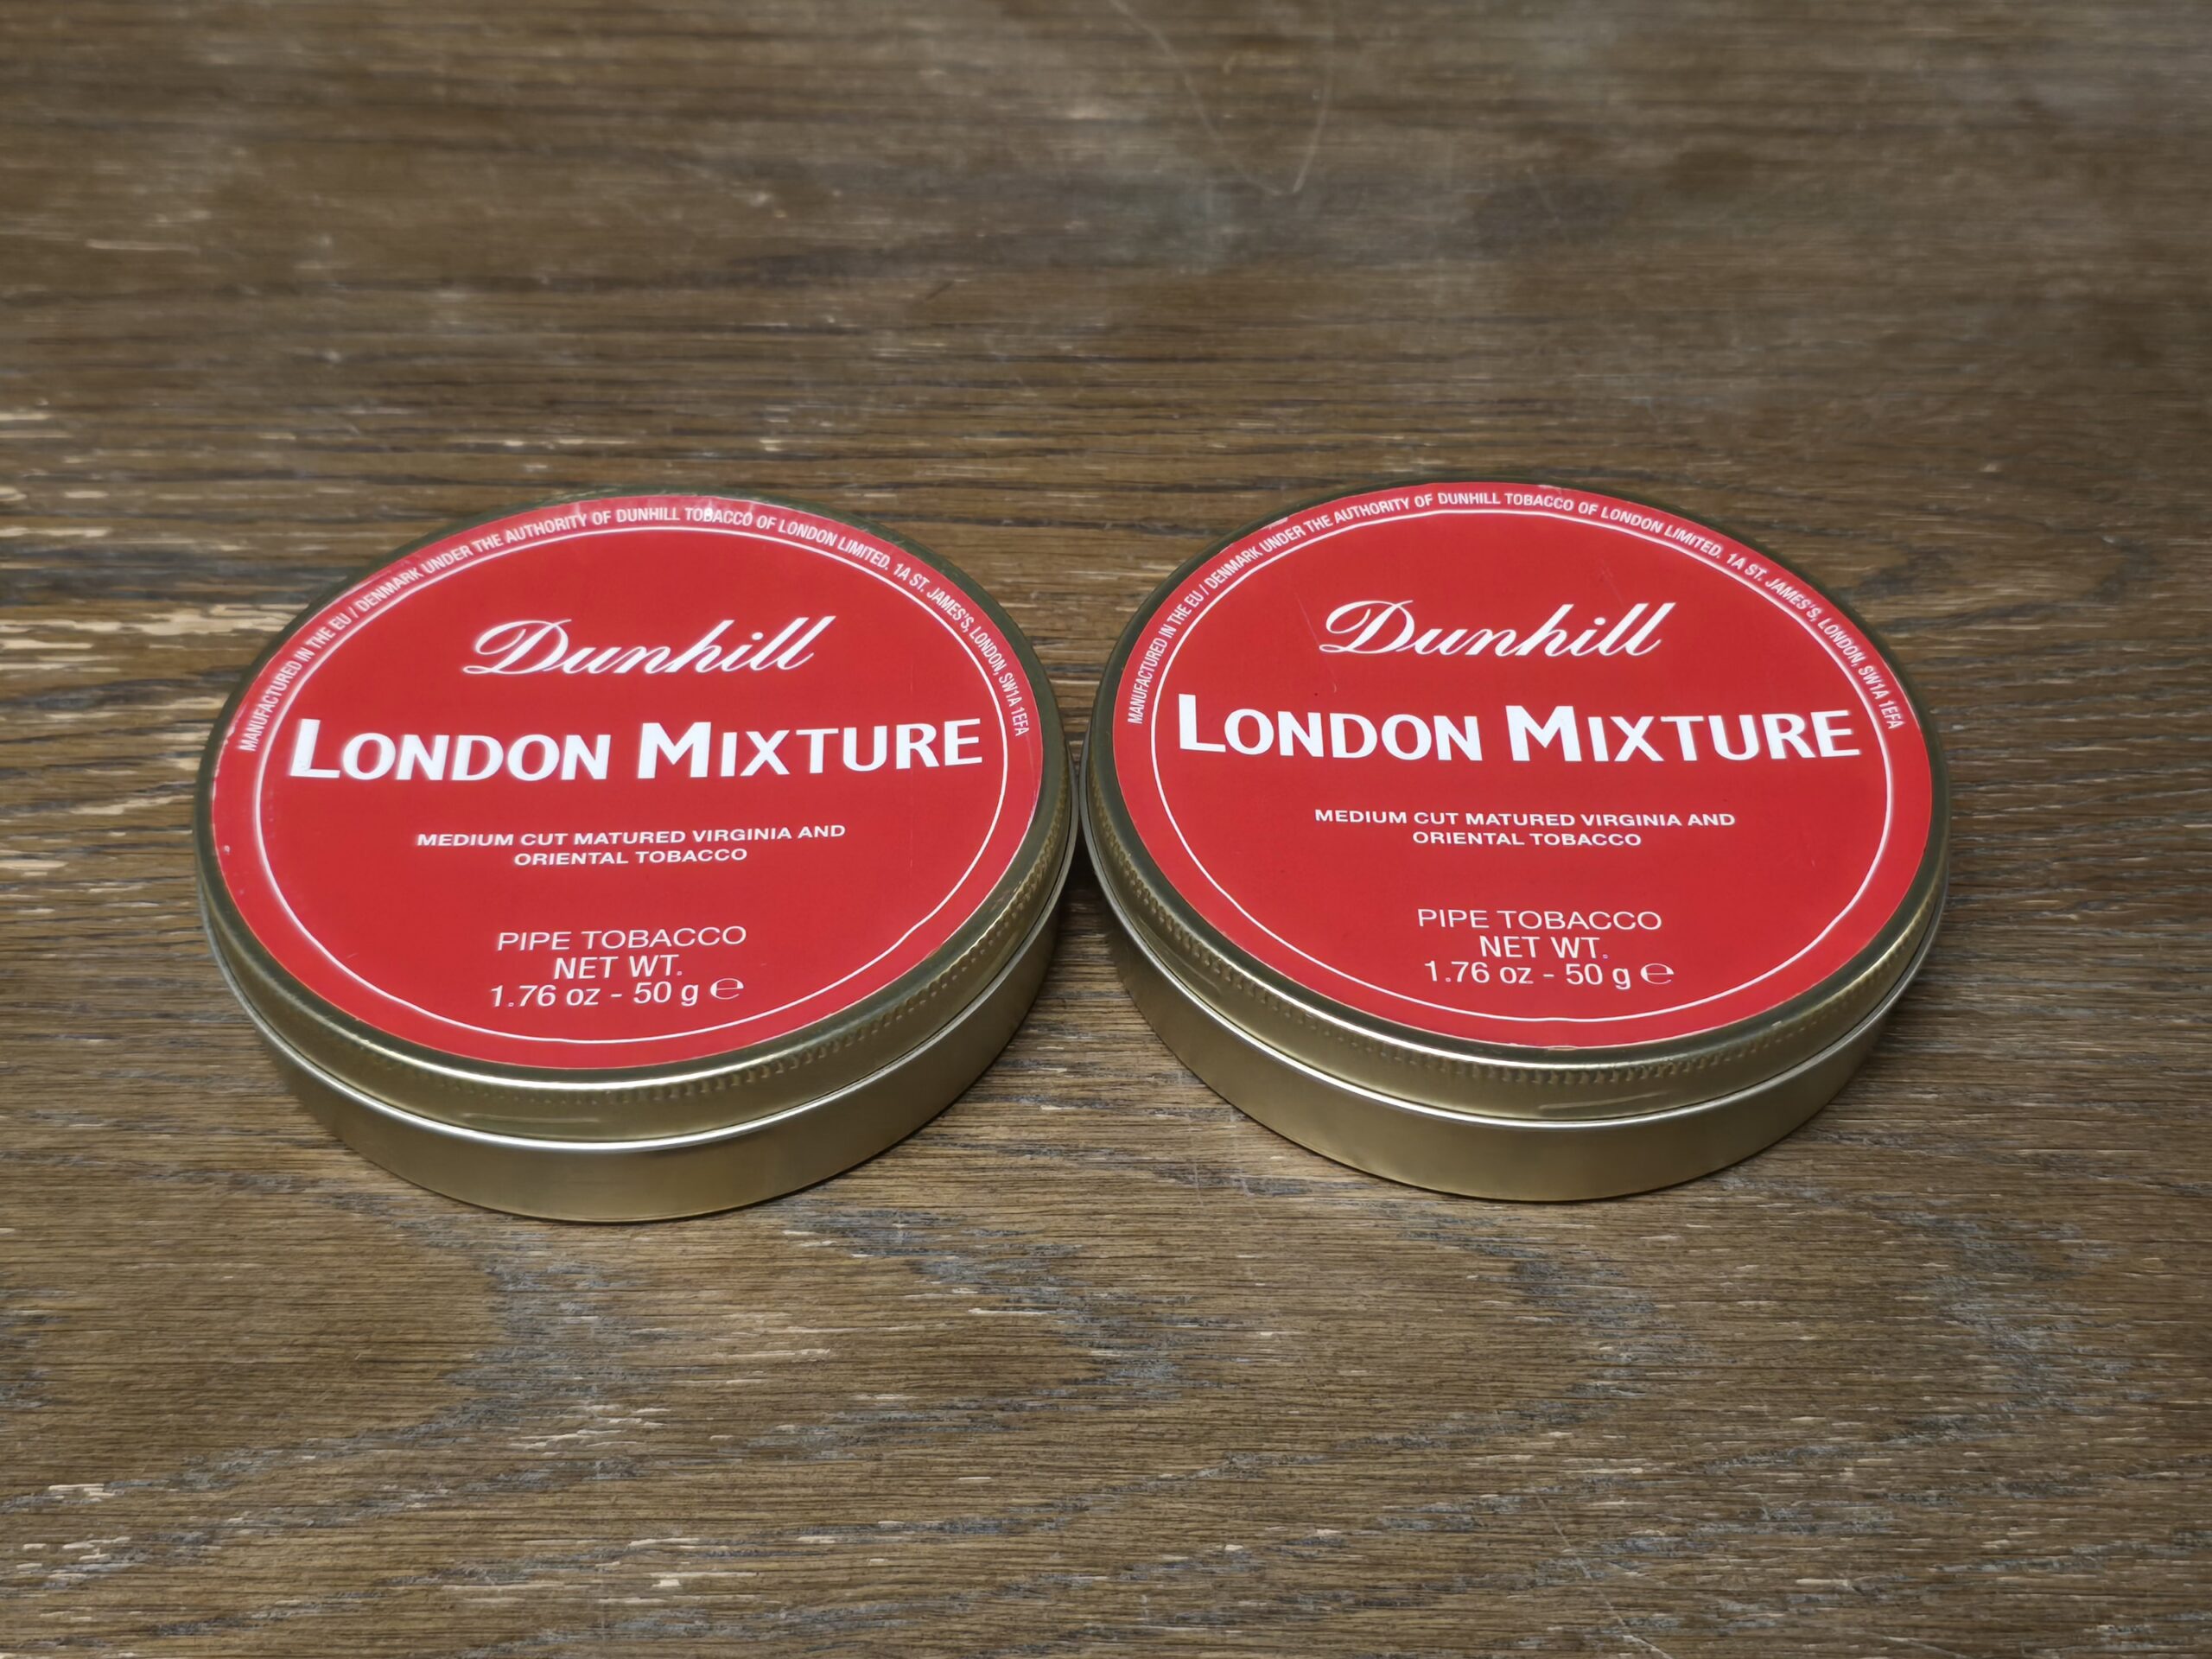 MANUFACTURED IN THE EU / DENMARK UNDER THE AUTHORITY OF DUNHILL TOBACCO OF LONDON LIMITED. 1A ST. JAMES'S, LONDON, SW1A 1EFA
Dunhill
LONDON MIXTURE
MEDIUM CUT MATURED VIRGINIA AND
ORIENTAL TOBACCO
PIPE TOBACCO
NET WT.
1.76 oz - 50 g ℮
MANUFACTURED IN THE EU / DENMARK UNDER THE AUTHORITY OF DUNHILL TOBACCO OF LONDON LIMITED. 1A ST. JAMES'S, LONDON, SW1A 1EFA
Dunhill
LONDON MIXTURE
MEDIUM CUT MATURED VIRGINIA AND
ORIENTAL TOBACCO
PIPE TOBACCO
NET WT.
1.76 oz - 50 g ℮